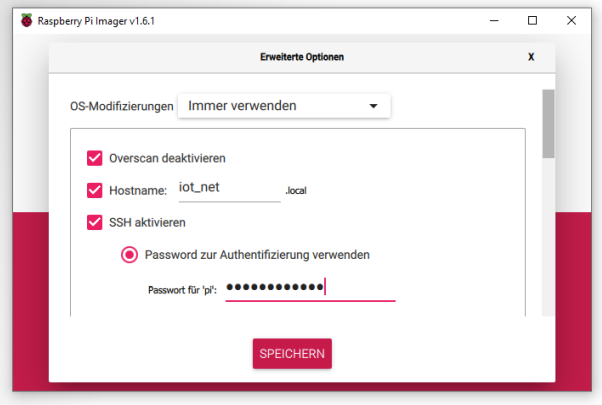 Raspberry Pi Imager v1.6.1
Erweiterte Optionen X
OS-Modifizierungen Immer verwenden
Overscan deaktivieren
Hostname: iot_net .local
SSH aktivieren
Password zur Authentifizierung verwenden
Passwort für 'pi': ●●●●●●●●●●●●
SPEICHERN